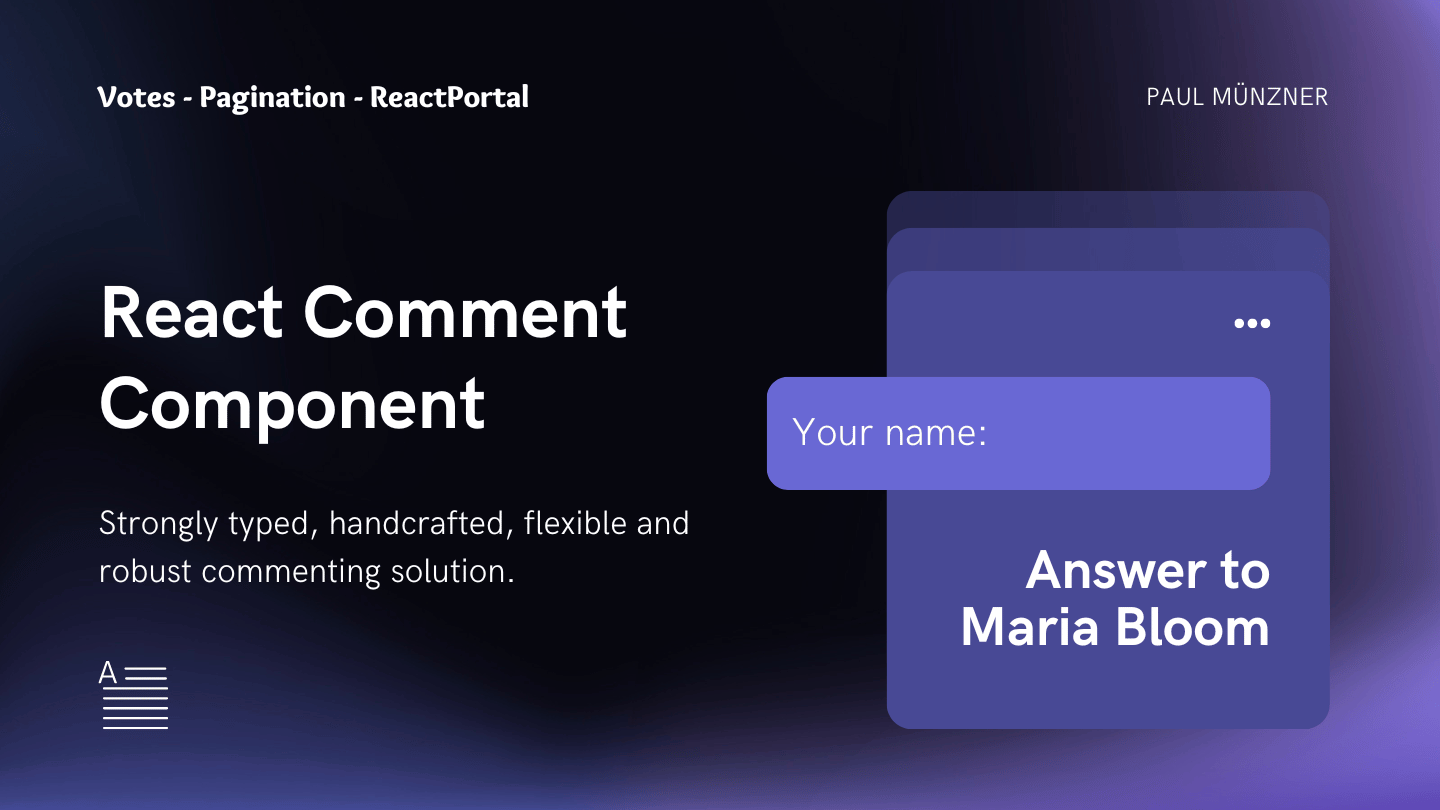 Votes - Pagination - ReactPortal
PAUL MÜNZNER
React Comment
Component
Strongly typed, handcrafted, flexible and
robust commenting solution.
A
Your name:
Answer to
Maria Bloom